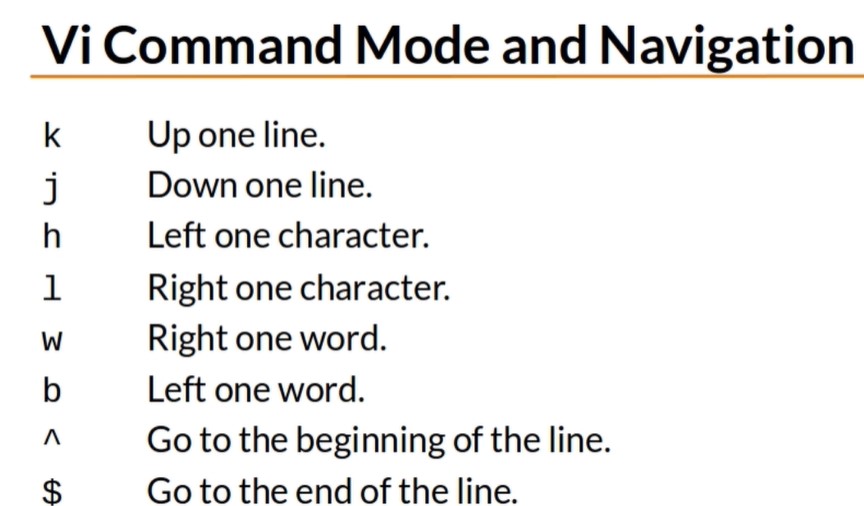 Vi Command Mode and Navigation
k Up one line.
j Down one line.
h Left one character.
l Right one character.
w Right one word.
b Left one word.
^ Go to the beginning of the line.
$ Go to the end of the line.